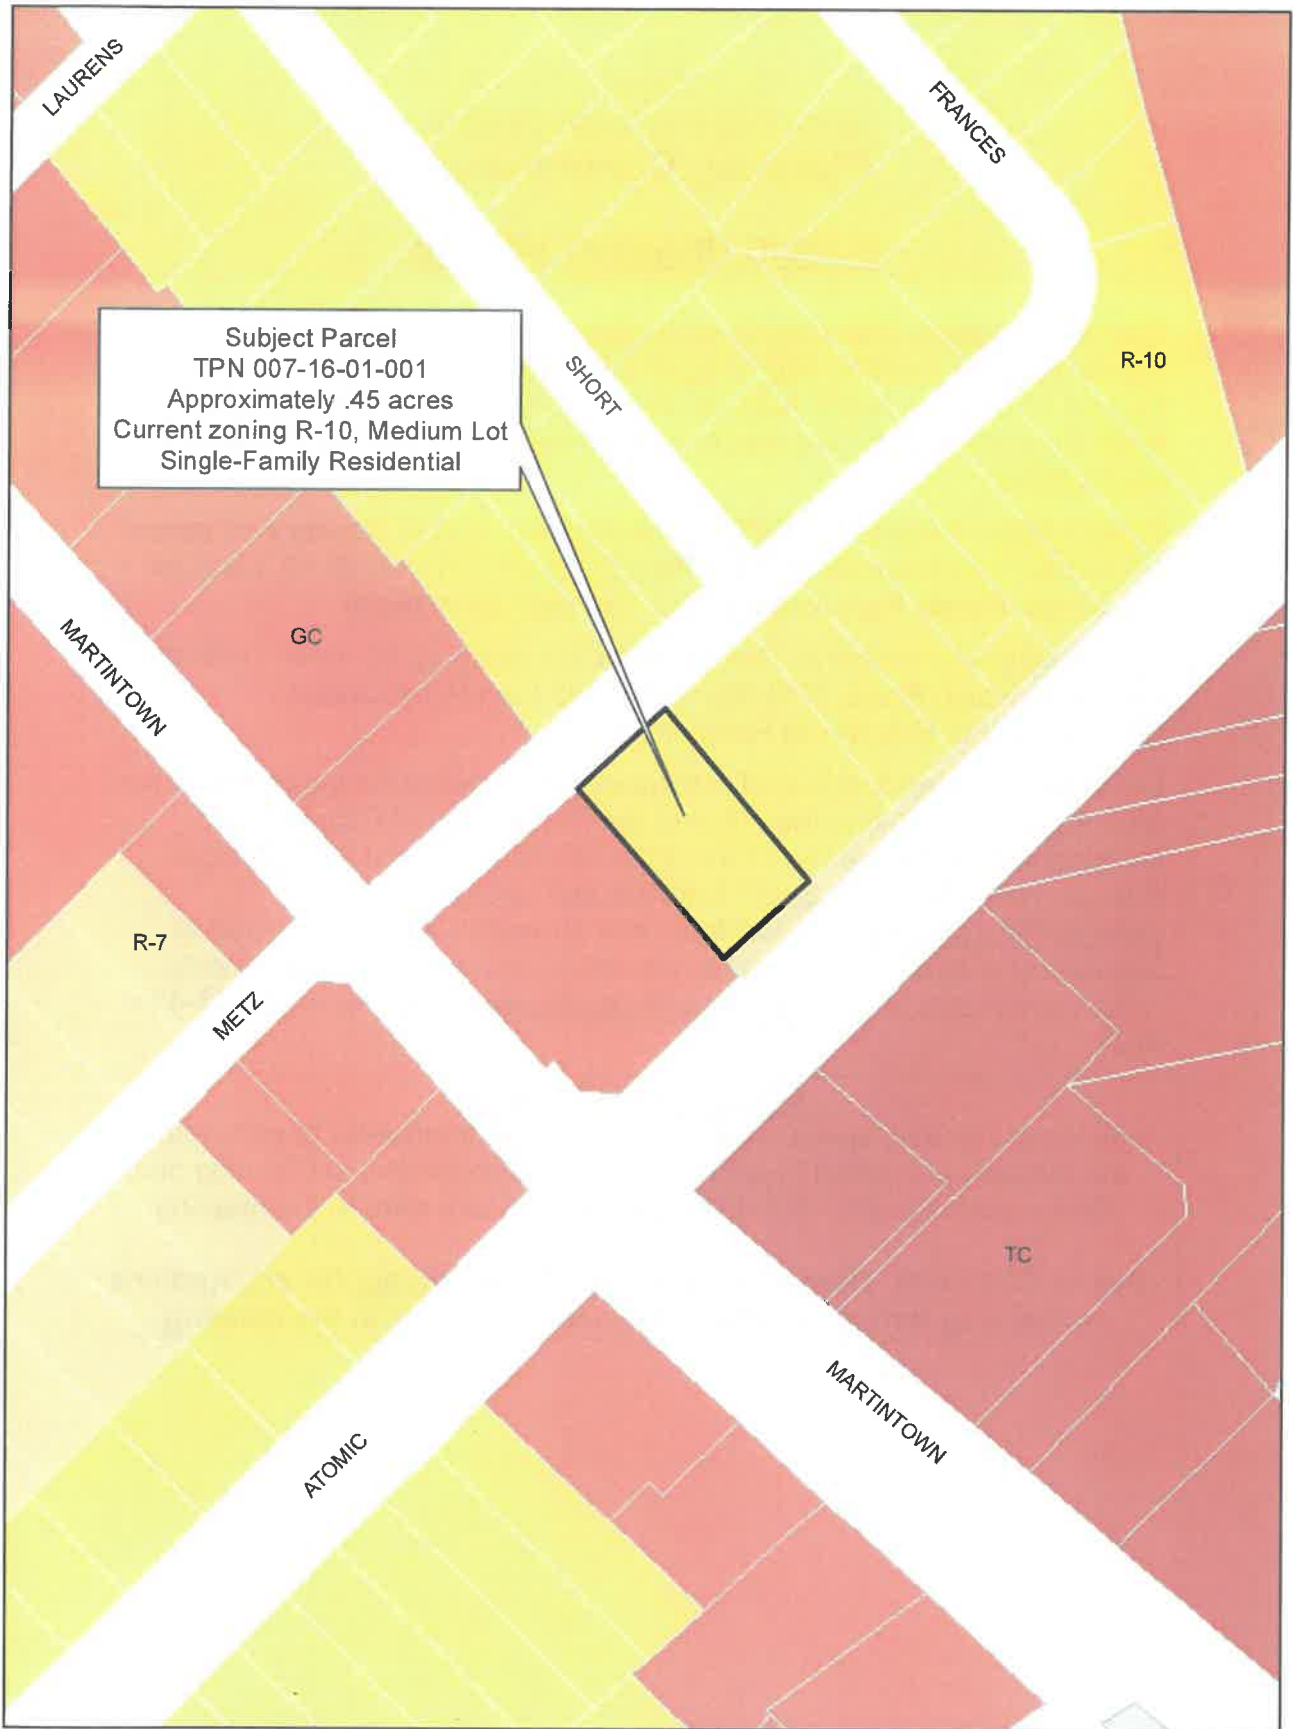 LAURENS
FRANCES
Subject Parcel
TPN 007-16-01-001
Approximately .45 acres
Current zoning R-10, Medium Lot
Single-Family Residential
SHORT
R-10
GC
MARTINTOWN
R-7
METZ
TC
MARTINTOWN
ATOMIC